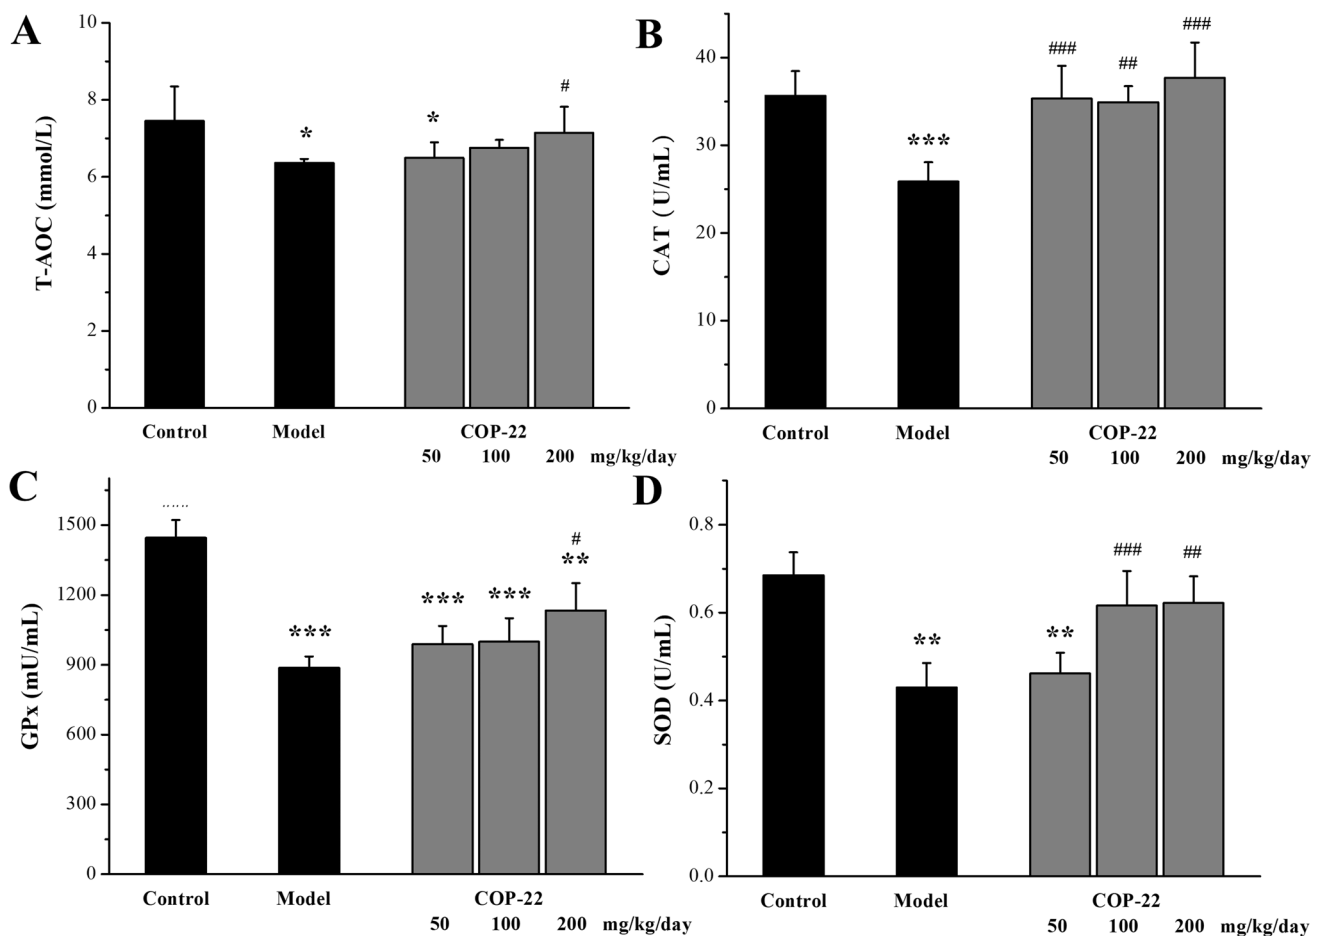 A
T-AOC (mmol/L)
10
8
6
4
2
0
*
*
#
Control Model COP-22
50 100 200 mg/kg/day
B
CAT ( U/mL )
40
30
20
10
0
***
###
##
###
Control Model COP-22
50 100 200 mg/kg/day
C
GPx (mU/mL)
1500
1200
900
600
300
0
***
***
***
#
**
Control Model COP-22
50 100 200 mg/kg/day
D
SOD (U/mL)
0.8
0.6
0.4
0.2
0.0
**
**
###
##
Control Model COP-22
50 100 200 mg/kg/day